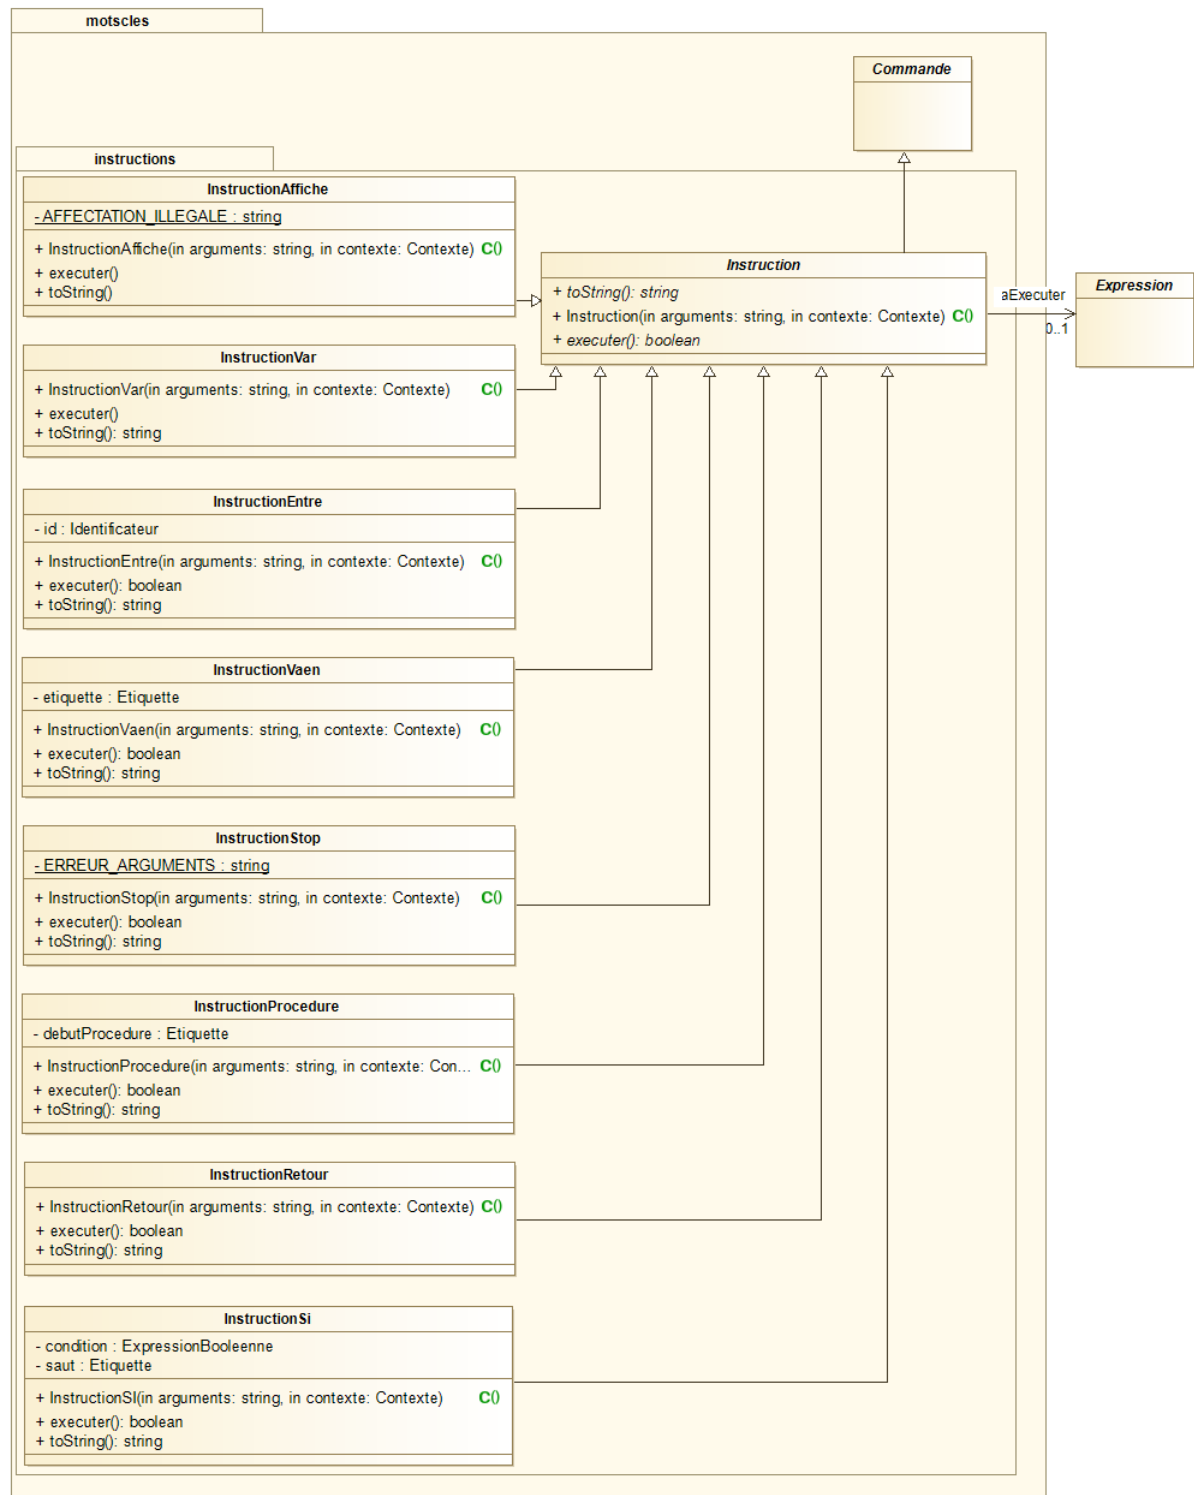 motscles
Commande
instructions
InstructionAffiche
- AFFECTATION_ILLEGALE : string
+ InstructionAffiche(in arguments: string, in contexte: Contexte) C()
+ executer()
+ toString()
Instruction
+ toString(): string
+ Instruction(in arguments: string, in contexte: Contexte) C()
+ executer(): boolean
aExecuter
0..1
Expression
InstructionVar
+ InstructionVar(in arguments: string, in contexte: Contexte) C()
+ executer()
+ toString(): string
InstructionEntre
- id : Identificateur
+ InstructionEntre(in arguments: string, in contexte: Contexte) C()
+ executer(): boolean
+ toString(): string
InstructionVaen
- etiquette : Etiquette
+ InstructionVaen(in arguments: string, in contexte: Contexte) C()
+ executer(): boolean
+ toString(): string
InstructionStop
- ERREUR_ARGUMENTS : string
+ InstructionStop(in arguments: string, in contexte: Contexte) C()
+ executer(): boolean
+ toString(): string
InstructionProcedure
- debutProcedure : Etiquette
+ InstructionProcedure(in arguments: string, in contexte: Con... C()
+ executer(): boolean
+ toString(): string
InstructionRetour
+ InstructionRetour(in arguments: string, in contexte: Contexte) C()
+ executer(): boolean
+ toString(): string
InstructionSi
- condition : ExpressionBooleenne
- saut : Etiquette
+ InstructionSI(in arguments: string, in contexte: Contexte) C()
+ executer(): boolean
+ toString(): string